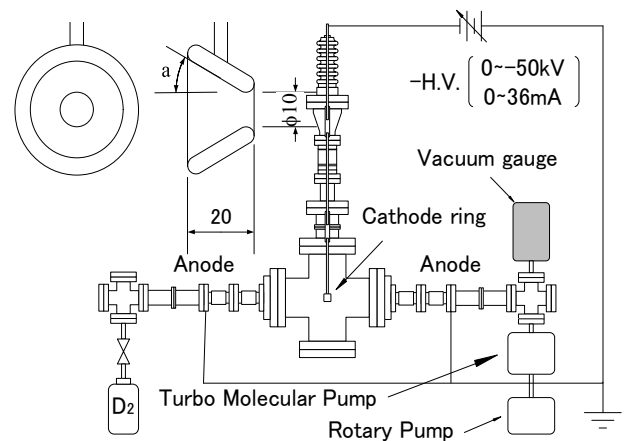 a
φ10
20
-H.V.
0~-50kV
0~36mA
Vacuum gauge
Cathode ring
Anode
Anode
D2
Turbo Molecular Pump
Rotary Pump